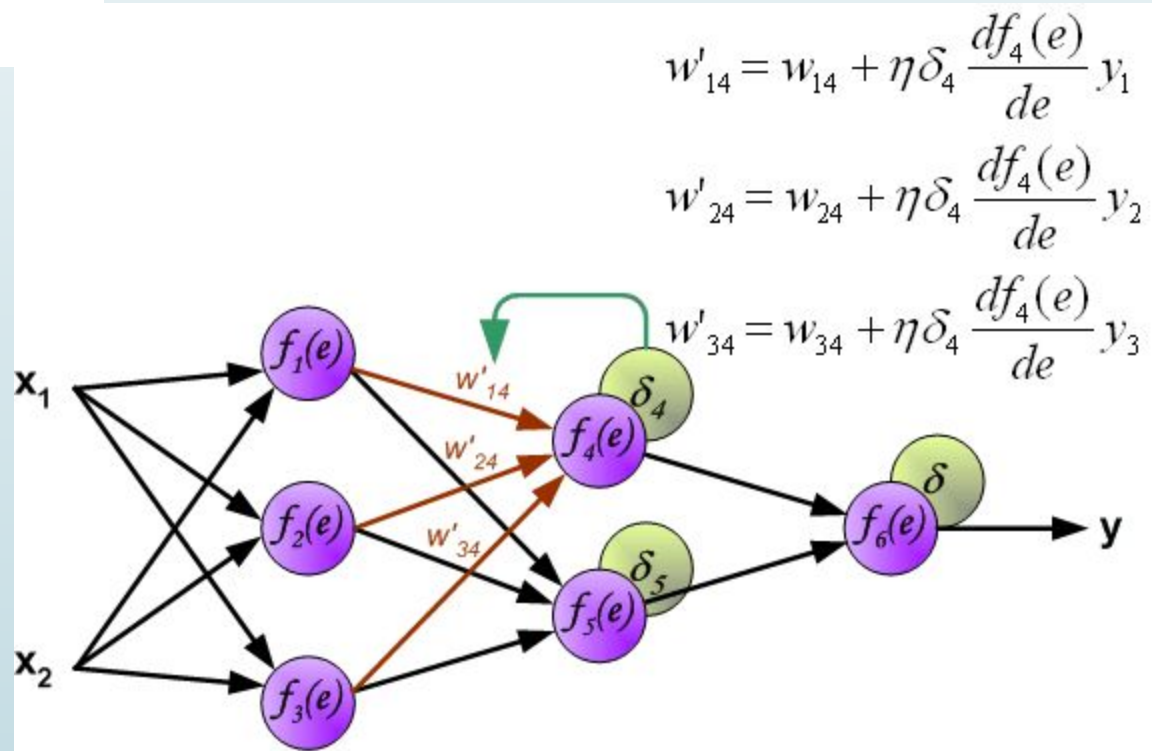 w'₁₄ = w₁₄ + ηδ₄ df₄(e)/de y₁
w'₂₄ = w₂₄ + ηδ₄ df₄(e)/de y₂
w'₃₄ = w₃₄ + ηδ₄ df₄(e)/de y₃
x₁
f₁(e)
w'₁₄
δ₄
f₄(e)
w'₂₄
f₂(e)
w'₃₄
δ
f₆(e)
y
δ₅
f₅(e)
x₂
f₃(e)